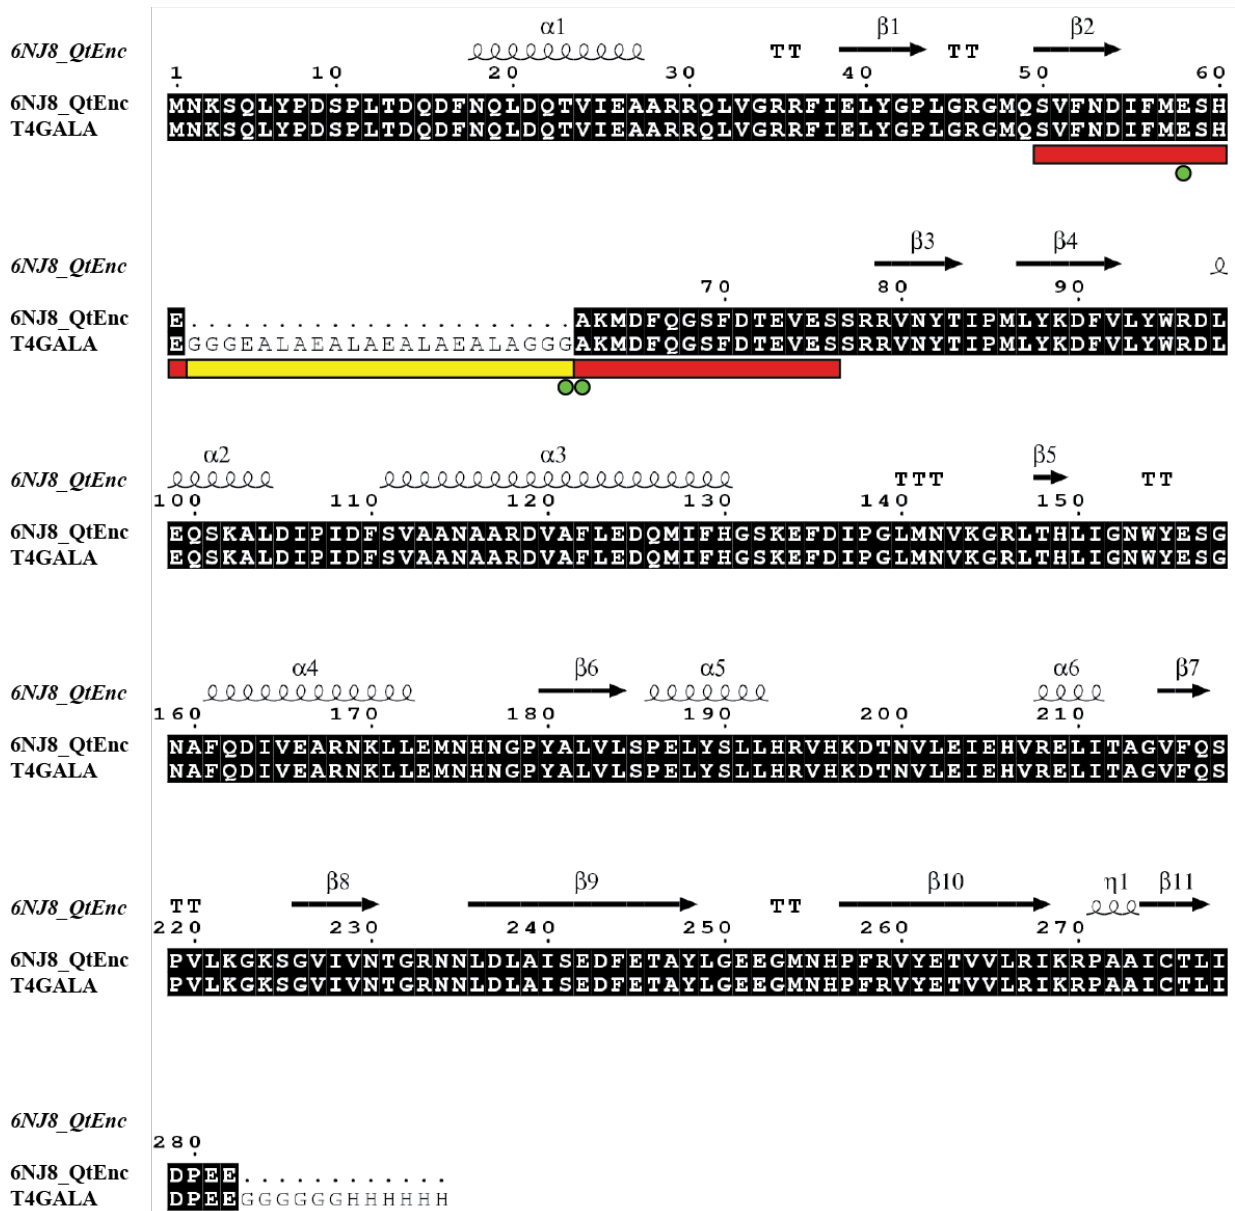 α1 β1 β2
6NJ8_QtEnc TT TT
1 10 20 30 40 50 60
6NJ8_QtEnc MNKSQLYPDSPLTDQDFNQLDQTVIEAARRQLVGRRFIELYGPLGRGMQSVFNDIFMESH
T4GALA MNKSQLYPDSPLTDQDFNQLDQTVIEAARRQLVGRRFIELYGPLGRGMQSVFNDIFMESH
β3 β4
6NJ8_QtEnc
70 80 90
6NJ8_QtEnc E......................AKMDFQGSFDTEVESSRRVNYTIPMLYKDFVLYWRDL
T4GALA EGGGEALAEALAEALAEALAGGGAKMDFQGSFDTEVESSRRVNYTIPMLYKDFVLYWRDL
α2 α3 β5
6NJ8_QtEnc TTT TT
100 110 120 130 140 150
6NJ8_QtEnc EQSKALDIPIDFSVAANAARDVAFLEDQMIFHGSKEFDIPGLMNVKGRLTHLIGNWYESG
T4GALA EQSKALDIPIDFSVAANAARDVAFLEDQMIFHGSKEFDIPGLMNVKGRLTHLIGNWYESG
α4 β6 α5 α6 β7
6NJ8_QtEnc
160 170 180 190 200 210
6NJ8_QtEnc NAFQDIVEARNKLLEMNHNGPYALVLSPELYSLLHRVHKDTNVLEIEHVRELITAGVFQS
T4GALA NAFQDIVEARNKLLEMNHNGPYALVLSPELYSLLHRVHKDTNVLEIEHVRELITAGVFQS
β8 β9 β10 η1 β11
6NJ8_QtEnc TT TT
220 230 240 250 260 270
6NJ8_QtEnc PVLKGKSGVIVNTGRNNLDLAISEDFETAYLGEEGMNHPFRVYETVVLRIKRPAAICTLI
T4GALA PVLKGKSGVIVNTGRNNLDLAISEDFETAYLGEEGMNHPFRVYETVVLRIKRPAAICTLI
6NJ8_QtEnc
280
6NJ8_QtEnc DPEE............
T4GALA DPEEGGGGGGHHHHHH